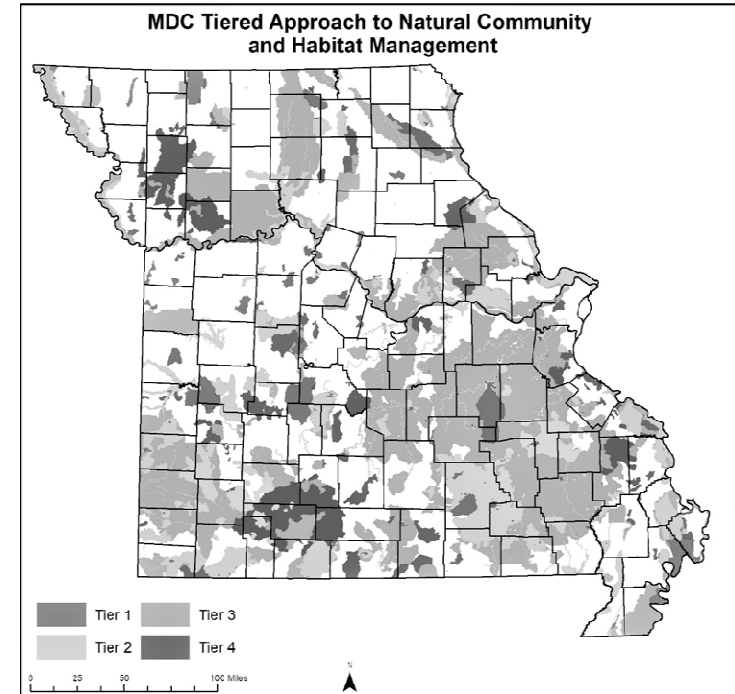 MDC Tiered Approach to Natural Community
and Habitat Management
Tier 1 Tier 3
Tier 2 Tier 4
0 25 50 100 Miles
N